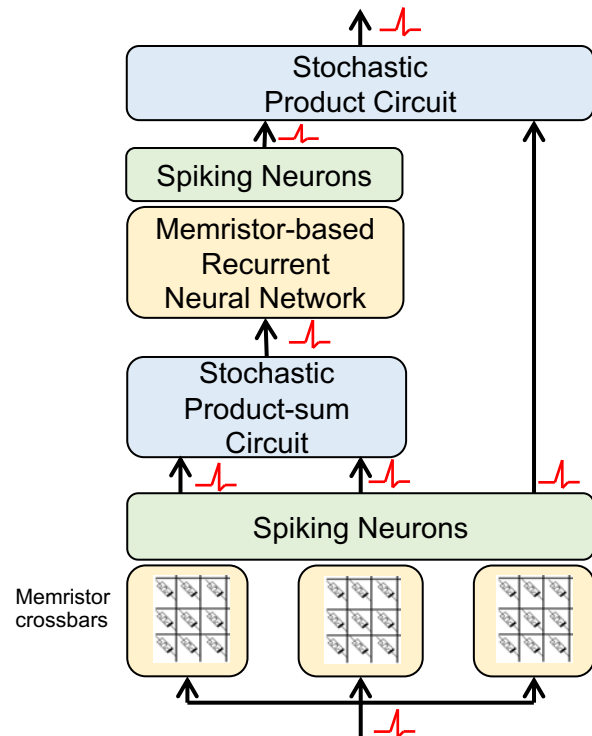 Stochastic
Product Circuit
Spiking Neurons
Memristor-based
Recurrent
Neural Network
Stochastic
Product-sum
Circuit
Spiking Neurons
Memristor
crossbars